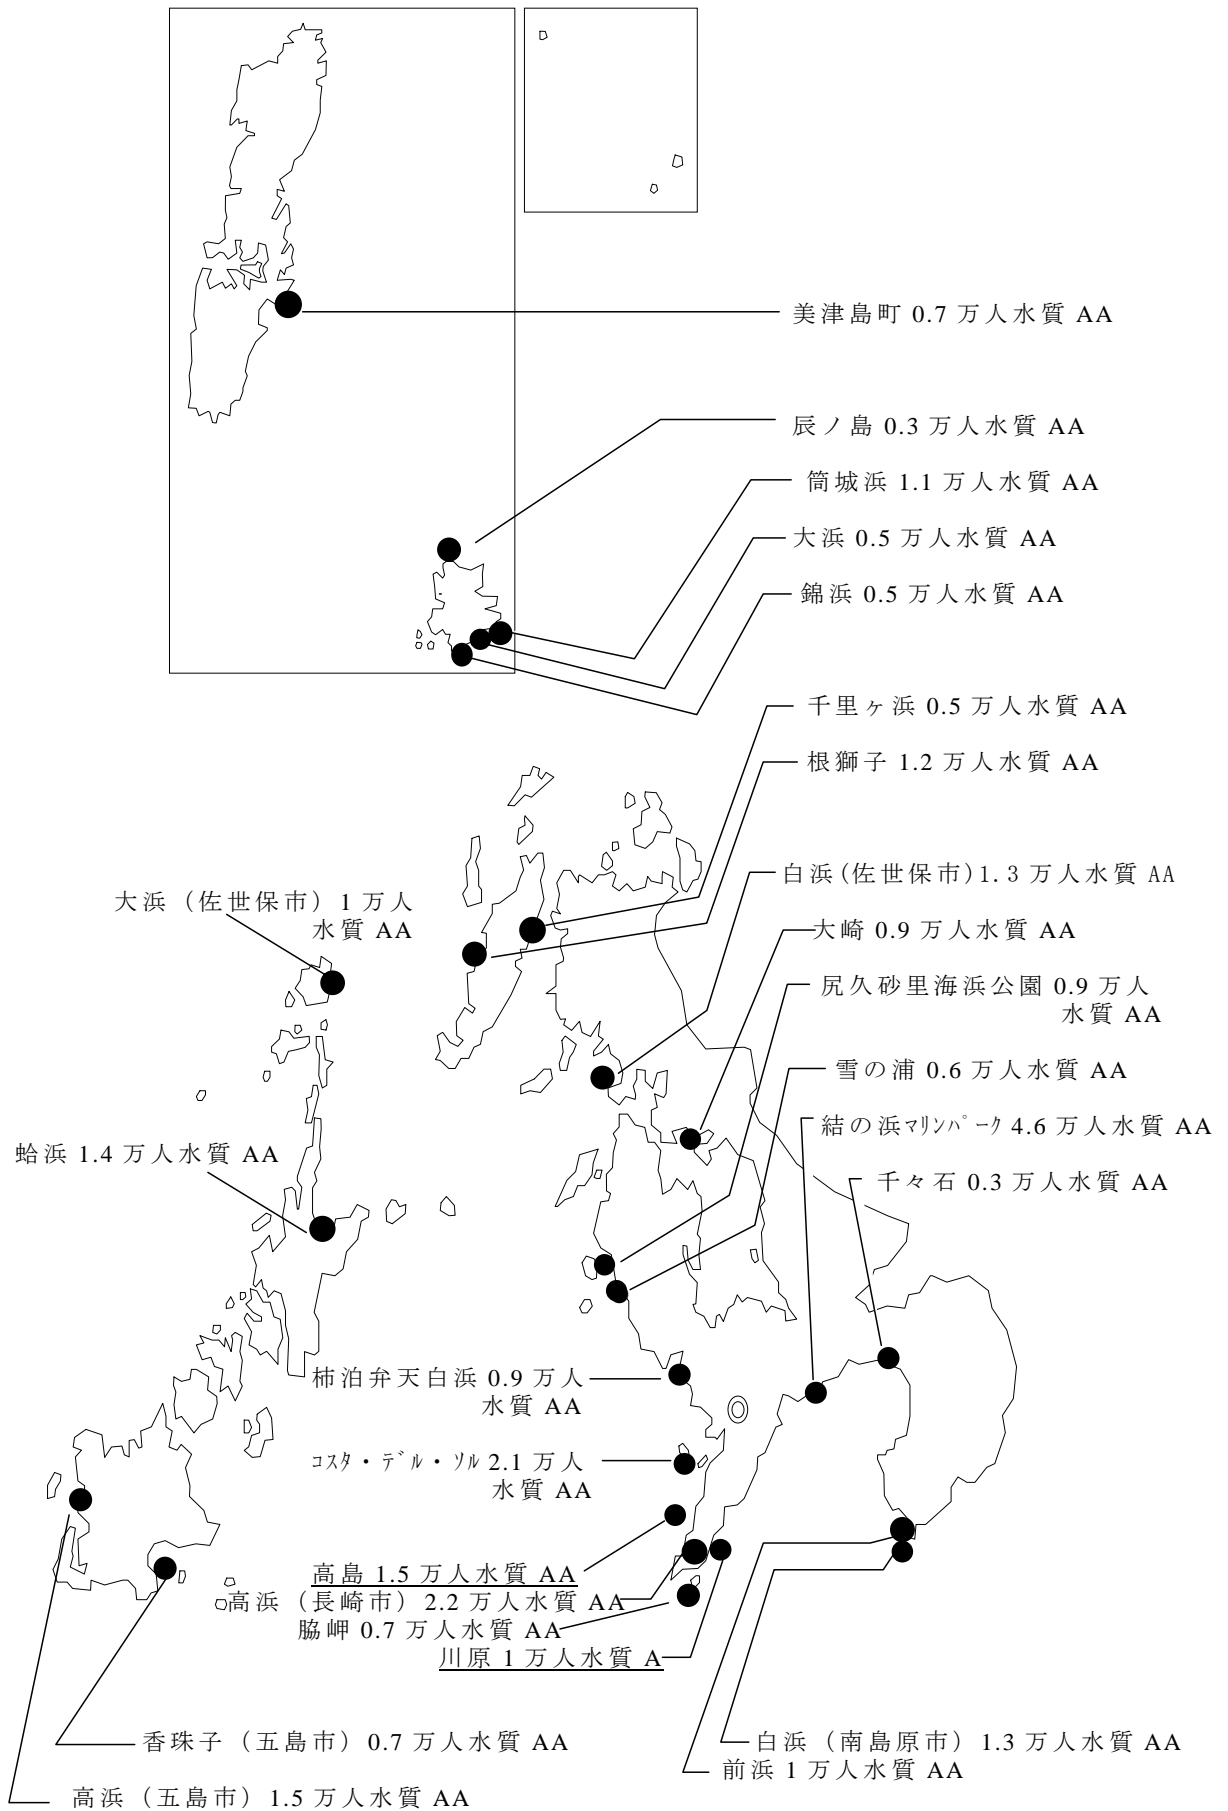 美津島町 0.7 万人水質 AA
辰ノ島 0.3 万人水質 AA
筒城浜 1.1 万人水質 AA
大浜 0.5 万人水質 AA
錦浜 0.5 万人水質 AA
千里ヶ浜 0.5 万人水質 AA
根獅子 1.2 万人水質 AA
白浜(佐世保市)1.3 万人水質 AA
大浜（佐世保市）1 万人
水質 AA
大崎 0.9 万人水質 AA
尻久砂里海浜公園 0.9 万人
水質 AA
雪の浦 0.6 万人水質 AA
結の浜ﾏﾘﾝﾊﾟｰｸ 4.6 万人水質 AA
蛤浜 1.4 万人水質 AA
千々石 0.3 万人水質 AA
柿泊弁天白浜 0.9 万人
水質 AA
ｺｽﾀ・ﾃﾞﾙ・ｿﾙ 2.1 万人
水質 AA
高島 1.5 万人水質 AA
高浜（長崎市）2.2 万人水質 AA
脇岬 0.7 万人水質 AA
川原 1 万人水質 A
香珠子（五島市）0.7 万人水質 AA
白浜（南島原市）1.3 万人水質 AA
前浜 1 万人水質 AA
高浜（五島市）1.5 万人水質 AA